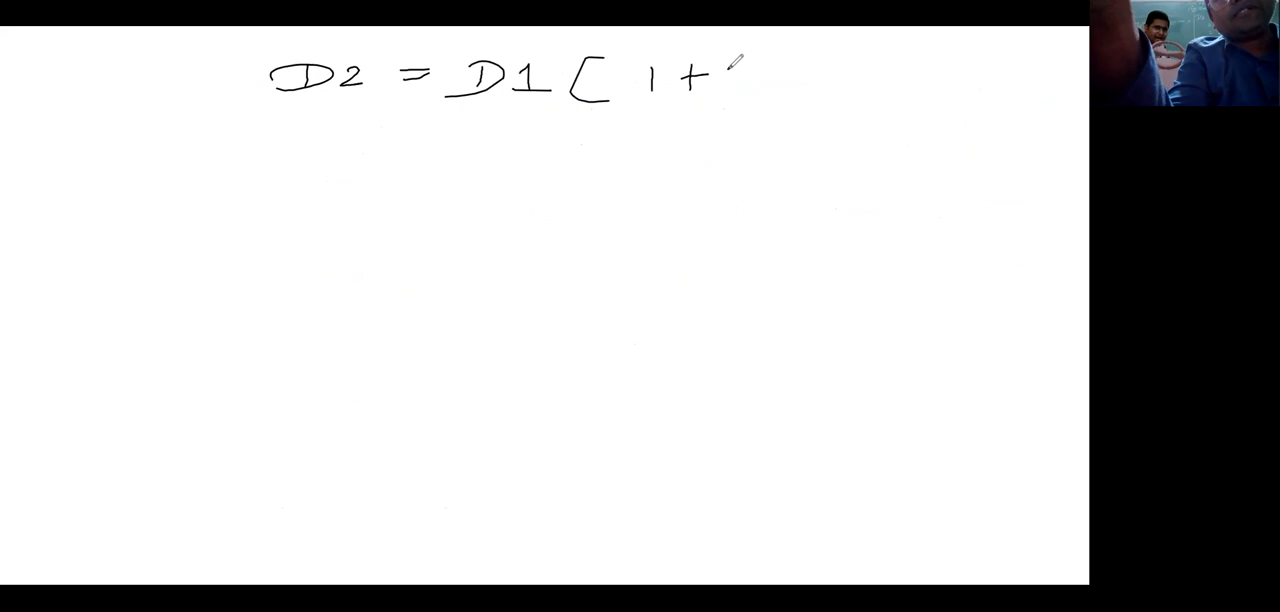 D2 = D1 [ 1 +